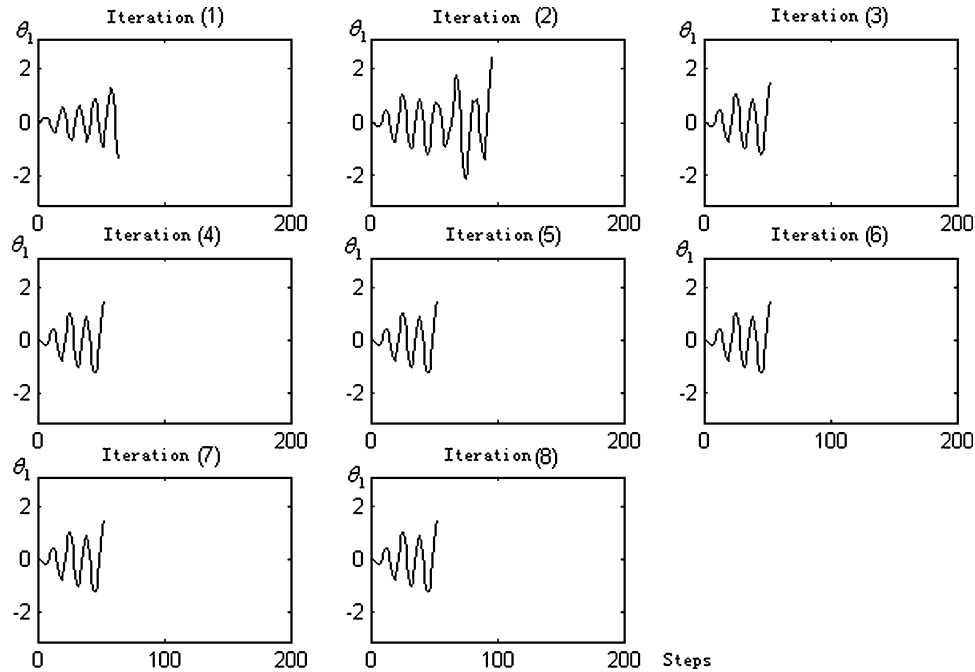 Iteration (1)
Iteration (2)
Iteration (3)
θ1
2
0
-2
0
200
θ1
2
0
-2
0
200
θ1
2
0
-2
0
200
Iteration (4)
Iteration (5)
Iteration (6)
θ1
2
0
-2
0
100
200
θ1
2
0
-2
0
200
θ1
2
0
-2
0
100
200
Iteration (7)
Iteration (8)
θ1
2
0
-2
0
100
200
θ1
2
0
-2
0
100
200
Steps